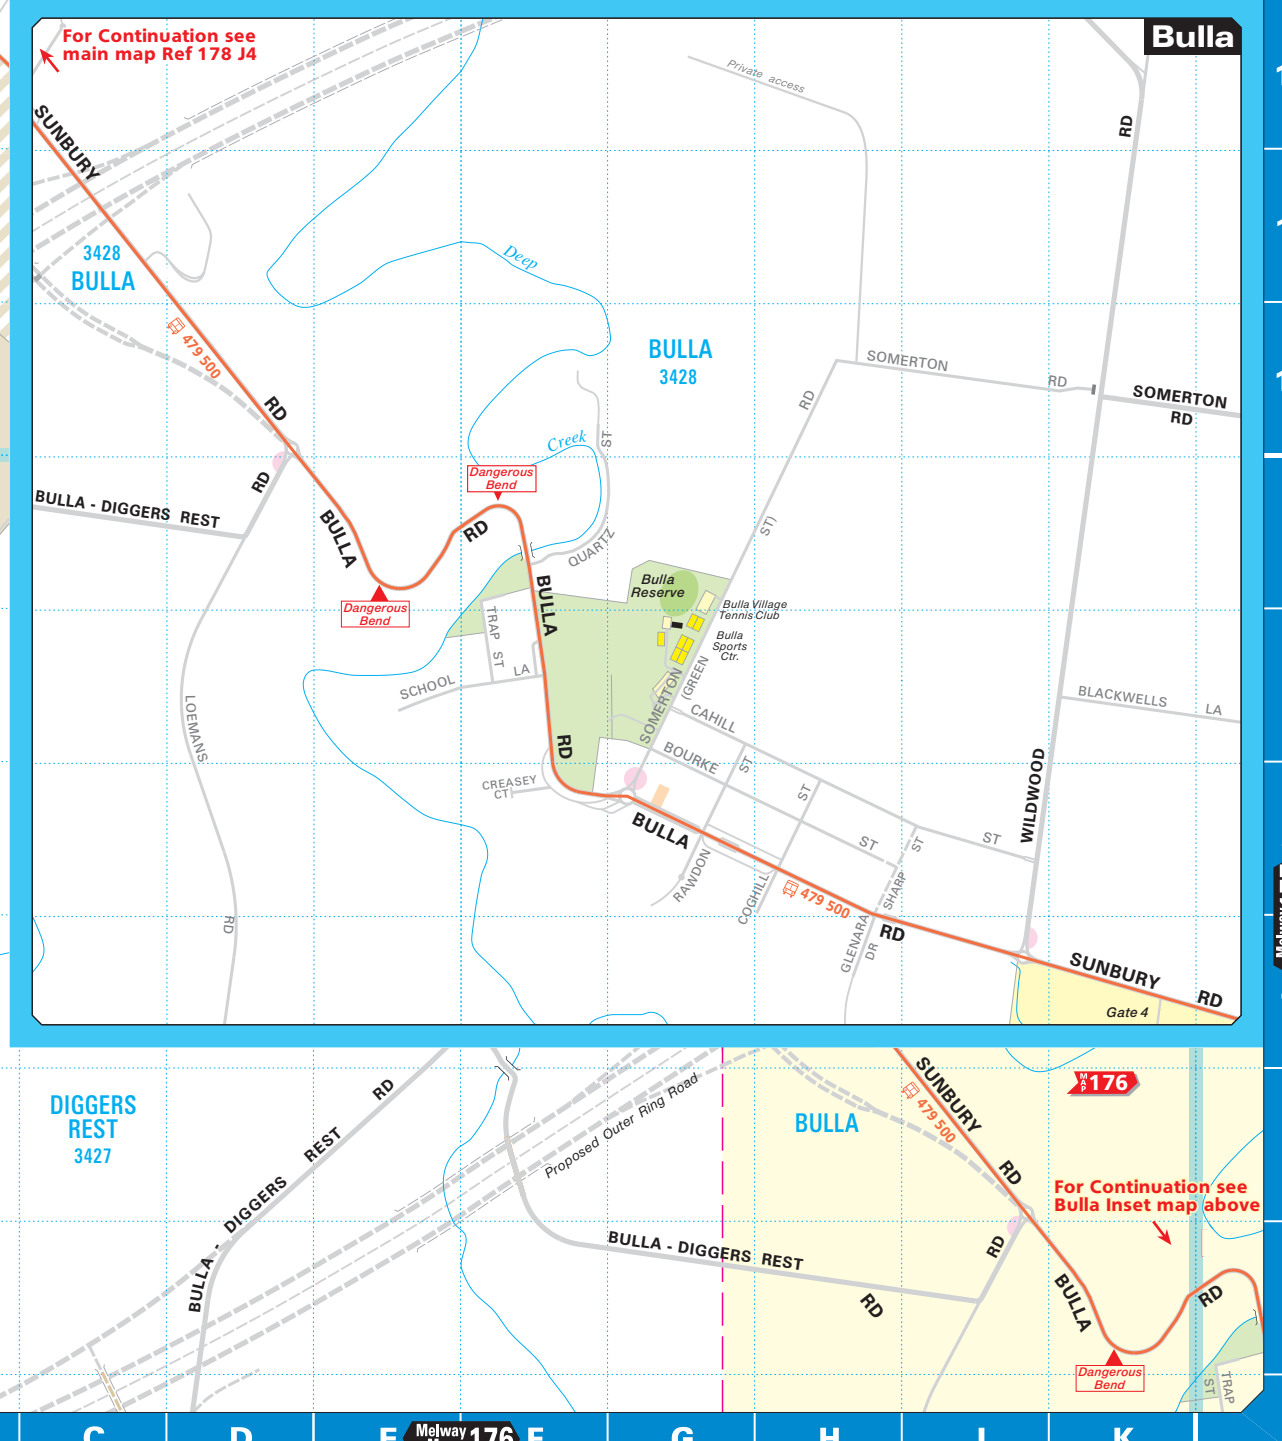 For Continuation see
main map Ref 178 J4
Bulla
Private access
RD
SUNBURY
3428
BULLA
Deep
479 500
BULLA
3428
SOMERTON
RD
SOMERTON
RD
RD
RD
Creek
ST
Dangerous
Bend
RD
BULLA - DIGGERS REST
BULLA
RD
ST)
QUARTZ
Bulla
Reserve
Dangerous
Bend
BULLA
TRAP ST
Bulla Village
Tennis Club
Bulla
Sports
Ctr.
LA
SCHOOL
SOMERTON
(GREEN
BLACKWELLS
LA
LOEMANS
CAHILL
RD
BOURKE
ST
CREASEY
CT
ST
WILDWOOD
BULLA
ST
ST
ST
RAWDON
COGHILL
SHARP
479 500
RD
RD
GLENARA
DR
SUNBURY
RD
Gate 4
DIGGERS
REST
3427
RD
REST
DIGGERS
BULLA -
Proposed Outer Ring Road
BULLA
SUNBURY
479 500
MAP 176
RD
For Continuation see
Bulla Inset map above
BULLA - DIGGERS REST
RD
RD
BULLA
RD
Dangerous
Bend
TRAP
ST
C
D
E
Melway
176
F
G
H
J
K